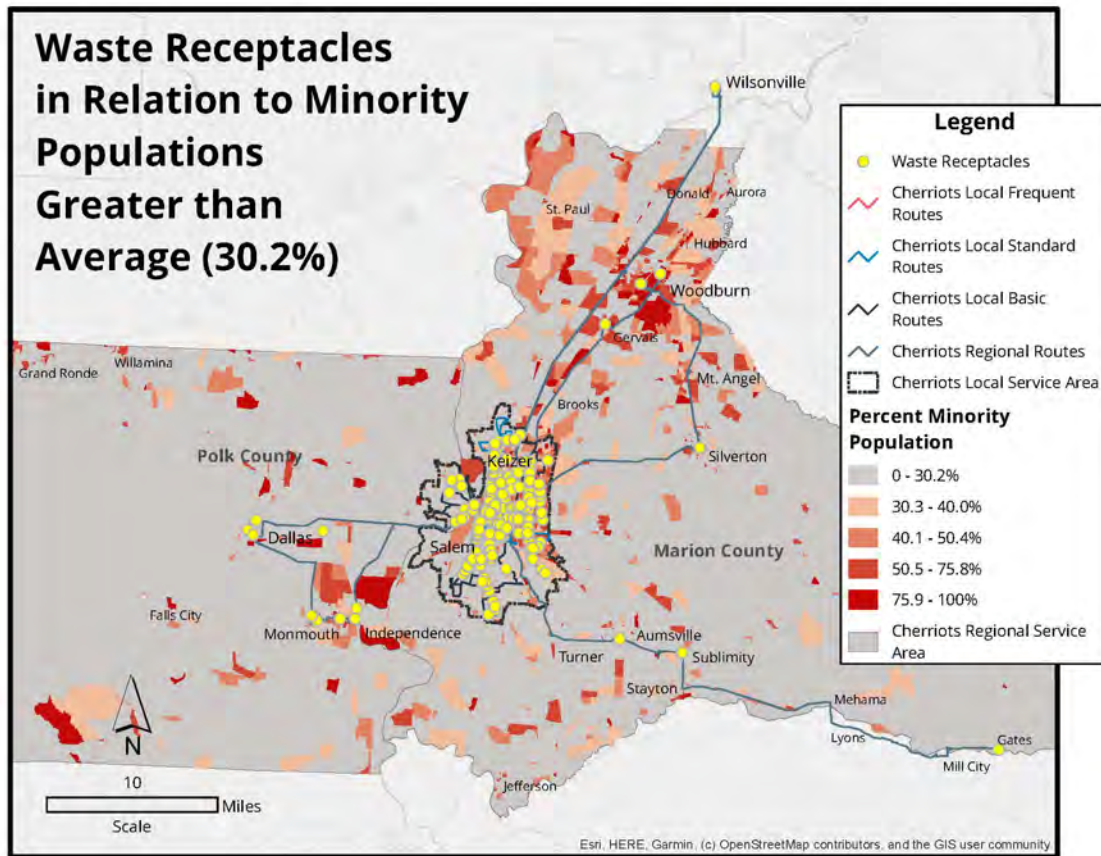 Waste Receptacles
in Relation to Minority
Populations
Greater than
Average (30.2%)
Wilsonville
Donald
Aurora
St. Paul
Hubbard
Woodburn
Gervais
Grand Ronde
Willamina
Mt. Angel
Brooks
Polk County
Keizer
Silverton
Dallas
Salem
Marion County
Falls City
Monmouth
Independence
Aumsville
Turner
Sublimity
Stayton
Mehama
Lyons
Gates
Mill City
Jefferson
N
10
Miles
Scale
Legend
Waste Receptacles
Cherriots Local Frequent
Routes
Cherriots Local Standard
Routes
Cherriots Local Basic
Routes
Cherriots Regional Routes
Cherriots Local Service Area
Percent Minority
Population
0 - 30.2%
30.3 - 40.0%
40.1 - 50.4%
50.5 - 75.8%
75.9 - 100%
Cherriots Regional Service
Area
Esri, HERE, Garmin, (c) OpenStreetMap contributors, and the GIS user community